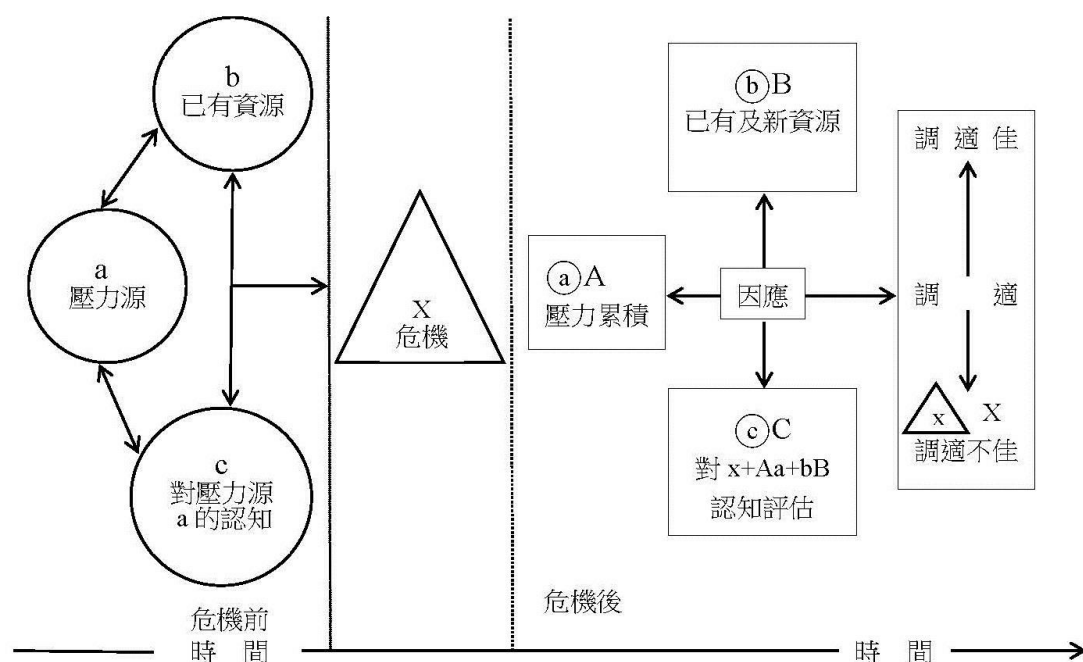 b
已有資源
a
壓力源
c
對壓力源
a 的認知
危機前
時 間
X
危機
危機後
ⓐA
壓力累積
ⓑB
已有及新資源
因應
ⓒC
對 x+Aa+bB
認知評估
調 適 佳
調 適
x X
調適不佳
時 間